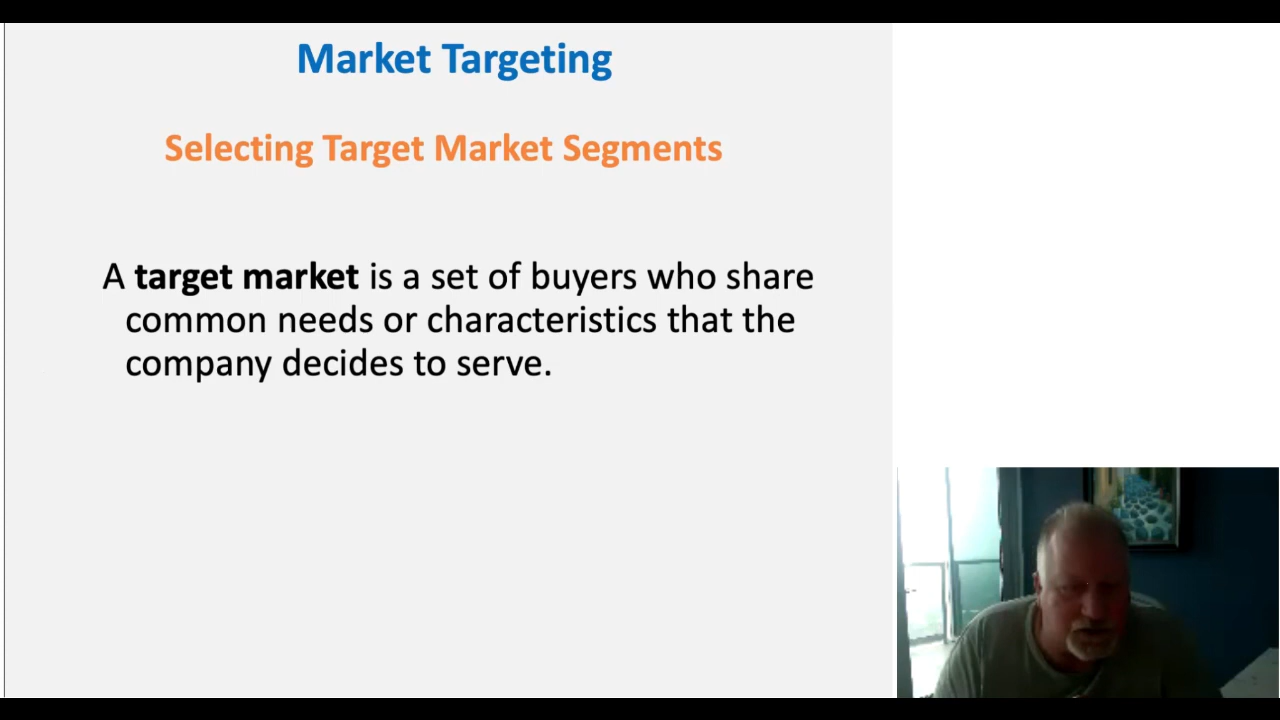 Market Targeting
Selecting Target Market Segments
A target market is a set of buyers who share
common needs or characteristics that the
company decides to serve.